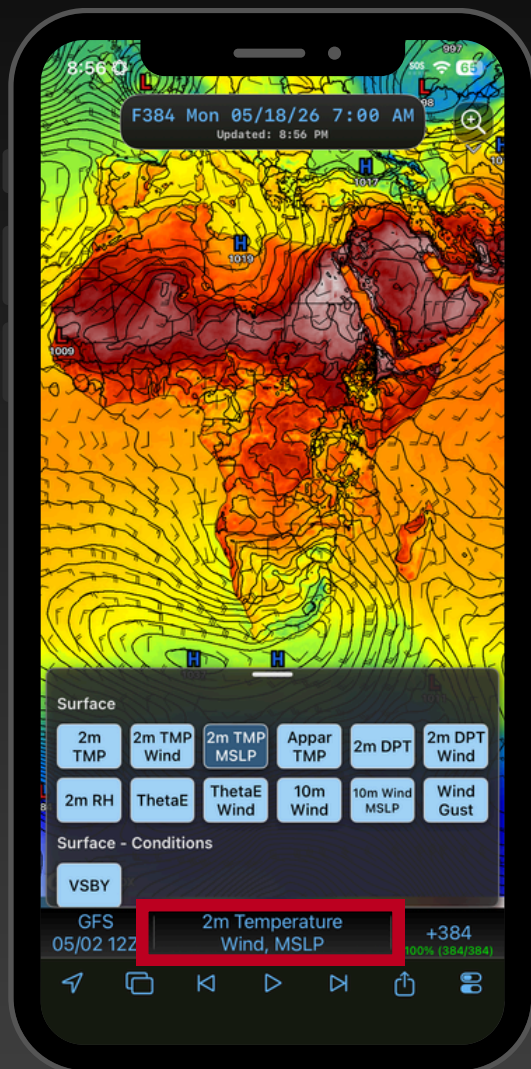 8:56
SOS
65
997
L
L
98
F384 Mon 05/18/26 7:00 AM
Updated: 8:56 PM
H
1017
H
10
H
1019
L
1009
H
H
L
Surface
2m
TMP
2m TMP
Wind
2m TMP
MSLP
Appar
TMP
2m DPT
2m DPT
Wind
2m RH
ThetaE
ThetaE
Wind
10m
Wind
10m Wind
MSLP
Wind
Gust
Surface - Conditions
VSBY
GFS
05/02 12Z
2m Temperature
Wind, MSLP
+384
100% (384/384)